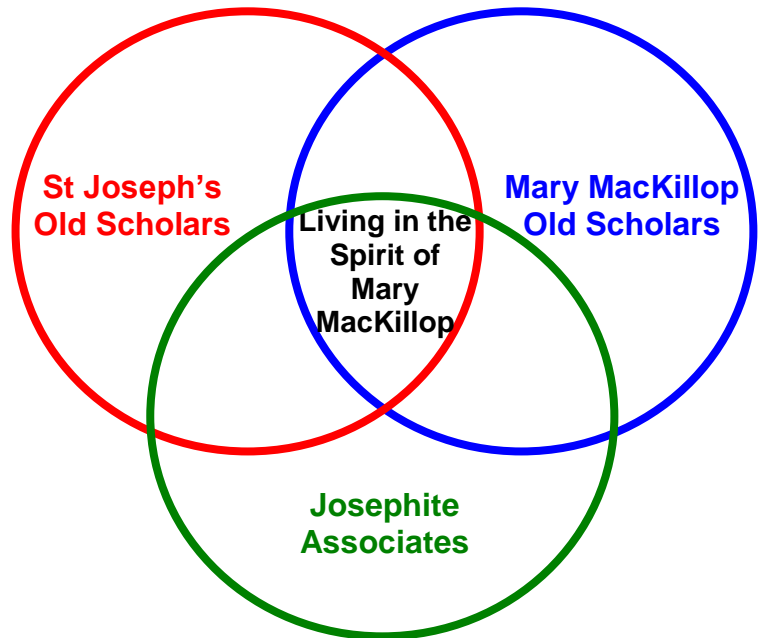 St Joseph’s
Old Scholars
Mary MacKillop
Old Scholars
Living in the
Spirit of
Mary
MacKillop
Josephite
Associates